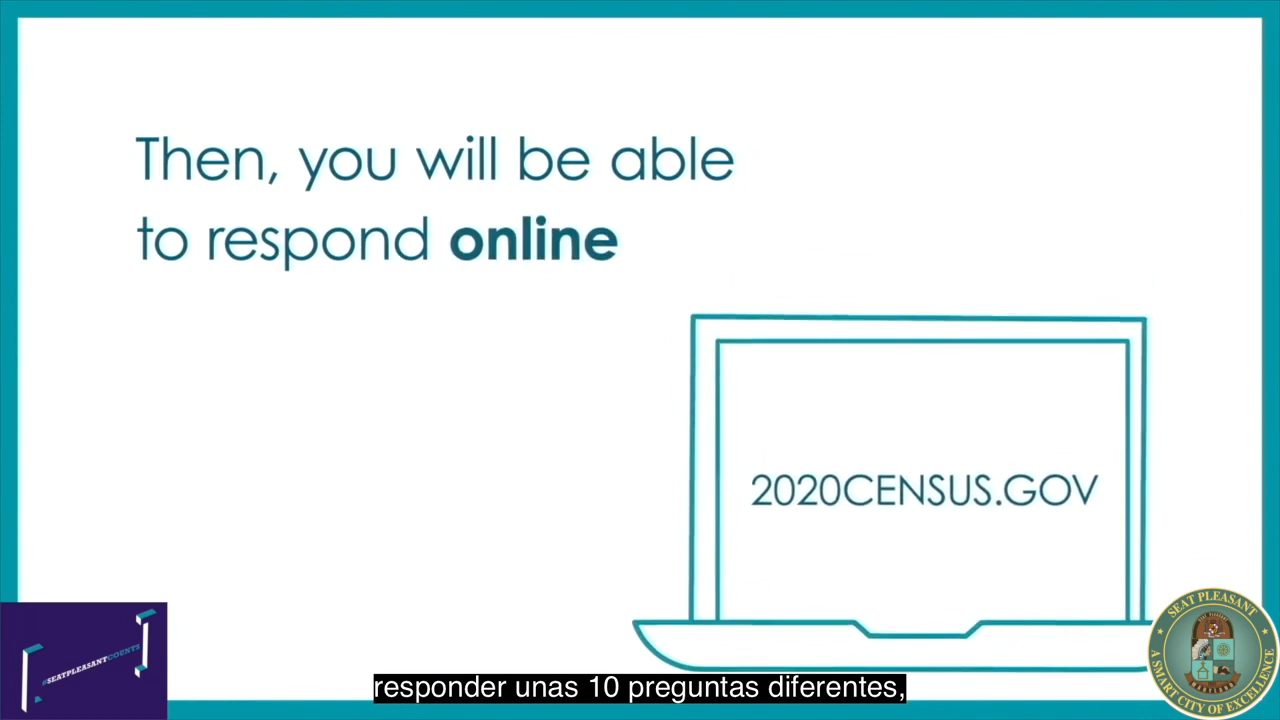 Then, you will be able
to respond online
2020CENSUS.GOV
#SEATPLEASANTCOUNTS
SEAT PLEASANT
MARYLAND
A SMART CITY OF EXCELLENCE
responder unas 10 preguntas diferentes,